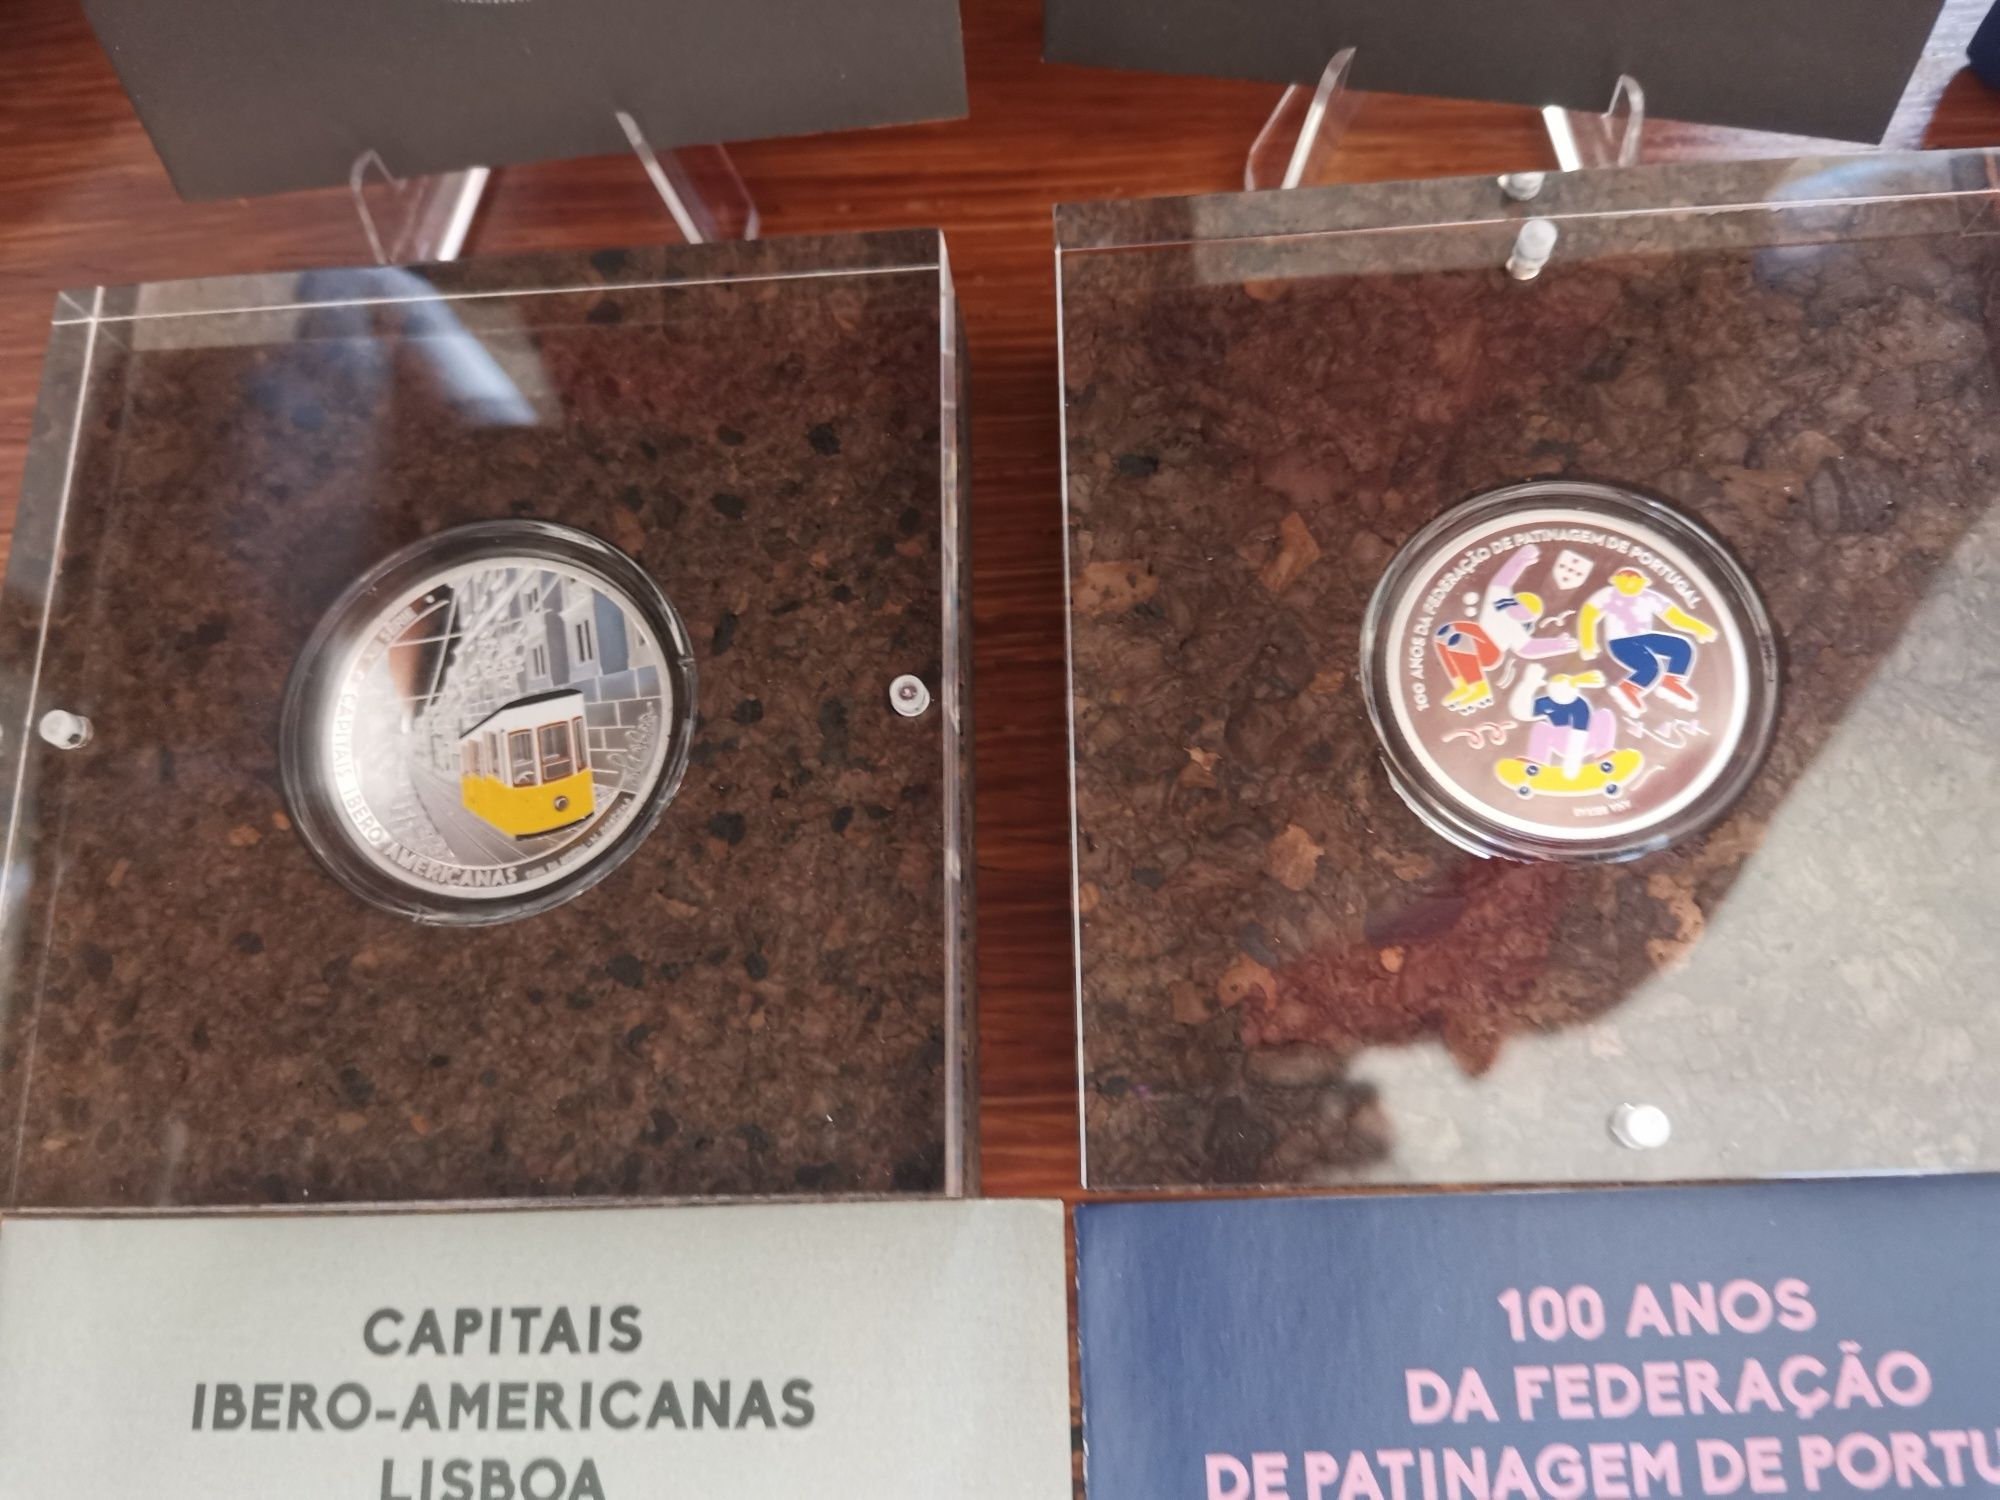 CAPITAIS IBERO AMERICANAS
100 ANOS DA FEDERAÇÃO DE PATINAGEM DE PORTUGAL
CAPITAIS
IBERO-AMERICANAS
LISBOA
100 ANOS
DA FEDERAÇÃO
DE PATINAGEM DE PORTU